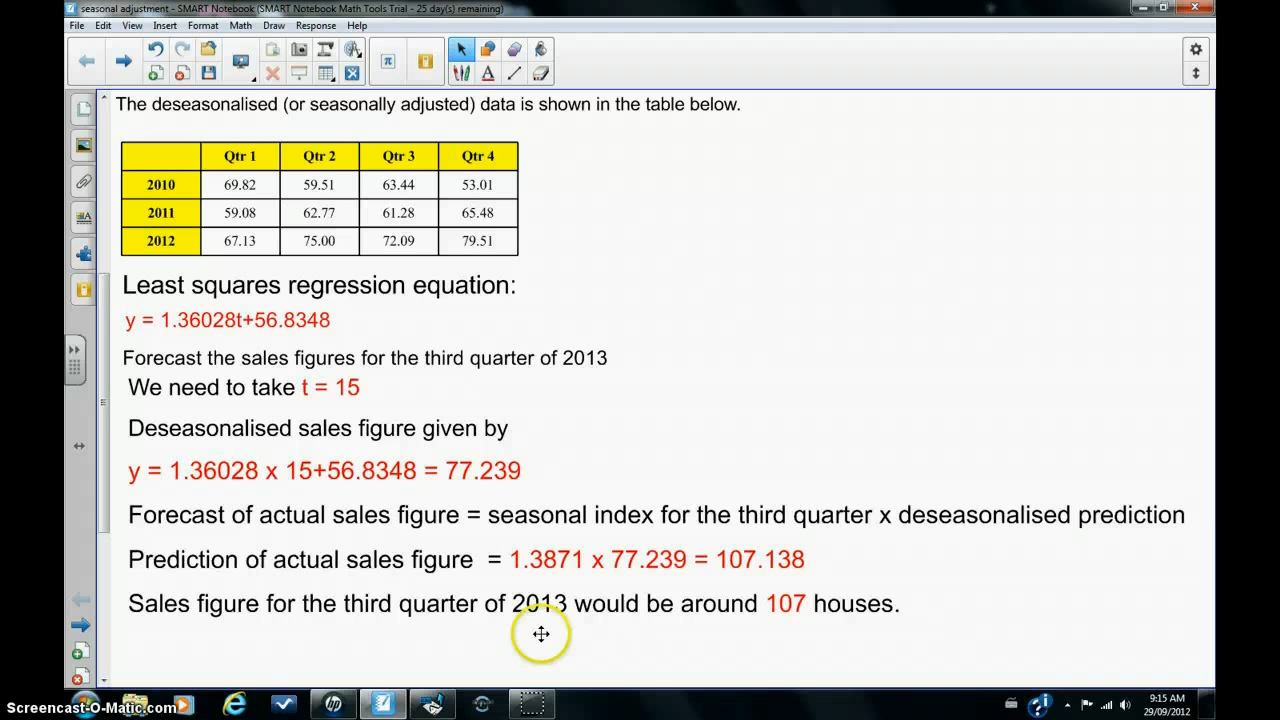 seasonal adjustment - SMART Notebook (SMART Notebook Math Tools Trial - 25 day(s) remaining)
File Edit View Insert Format Math Draw Response Help
The deseasonalised (or seasonally adjusted) data is shown in the table below.
Qtr 1 Qtr 2 Qtr 3 Qtr 4
2010 69.82 59.51 63.44 53.01
2011 59.08 62.77 61.28 65.48
2012 67.13 75.00 72.09 79.51
Least squares regression equation:
y = 1.36028t+56.8348
Forecast the sales figures for the third quarter of 2013
We need to take t = 15
Deseasonalised sales figure given by
y = 1.36028 x 15+56.8348 = 77.239
Forecast of actual sales figure = seasonal index for the third quarter x deseasonalised prediction
Prediction of actual sales figure = 1.3871 x 77.239 = 107.138
Sales figure for the third quarter of 2013 would be around 107 houses.
Screencast-O-Matic.com
9:15 AM
29/09/2012